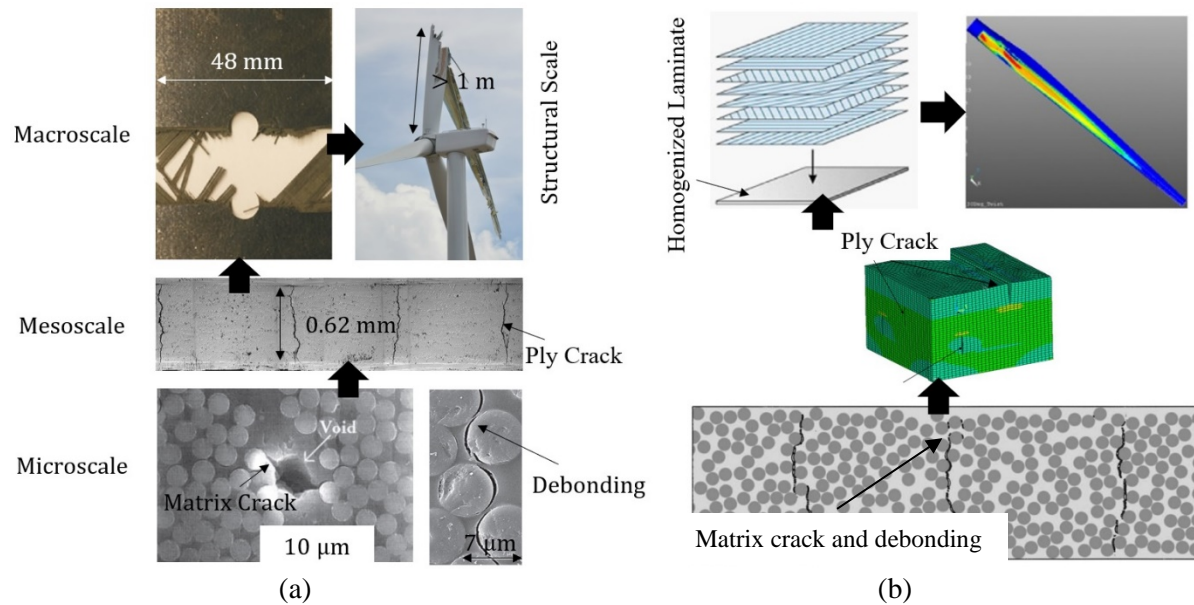 Macroscale
48 mm
> 1 m
Structural Scale
Mesoscale
0.62 mm
Ply Crack
Microscale
Void
Matrix Crack
10 μm
Debonding
7 μm
(a)
Homogenized Laminate
Ply Crack
Matrix crack and debonding
(b)